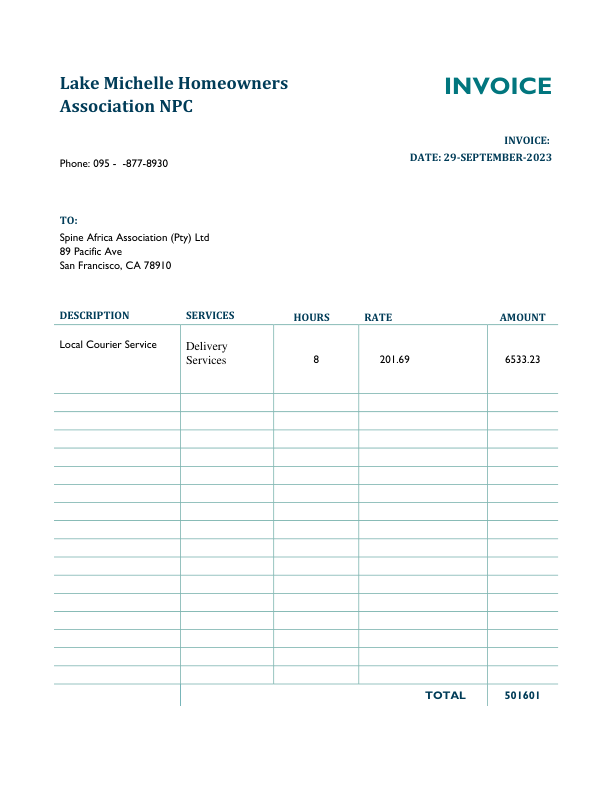 Lake Michelle Homeowners
Association NPC
INVOICE
INVOICE:
DATE: 29-SEPTEMBER-2023
Phone: 095 -  -877-8930
TO:
Spine Africa Association (Pty) Ltd
89 Pacific Ave
San Francisco, CA 78910
DESCRIPTION SERVICES HOURS RATE AMOUNT
Local Courier Service Delivery
Services 8 201.69 6533.23
TOTAL 501601